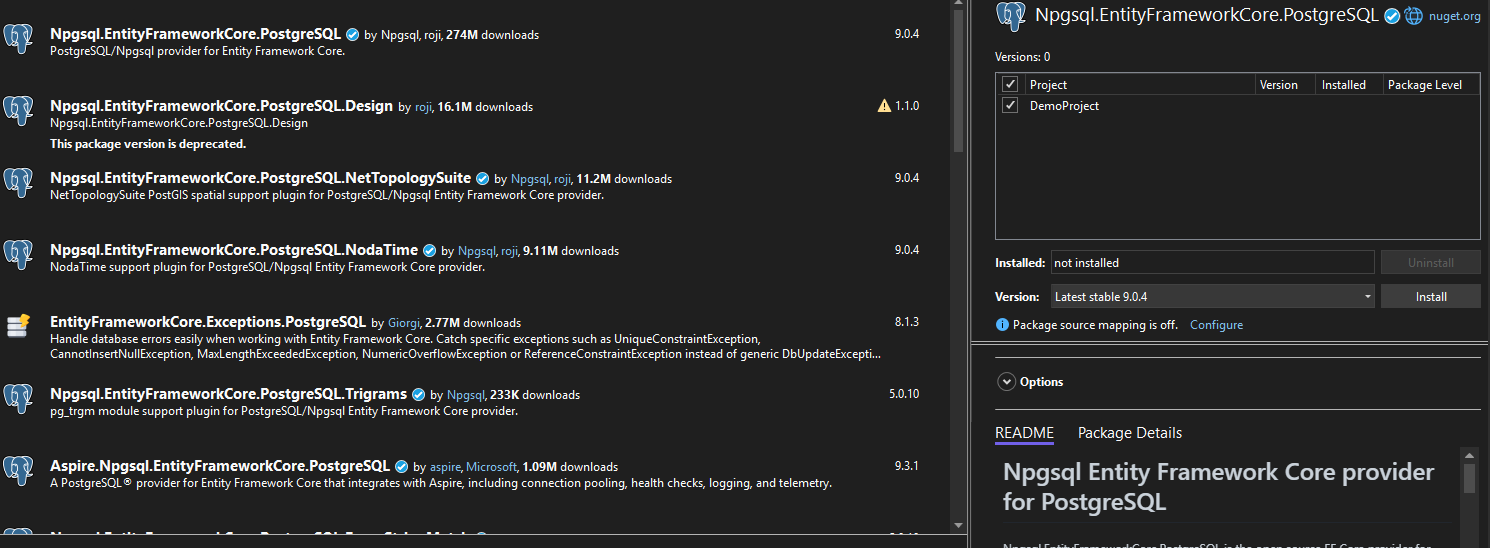 Npgsql.EntityFrameworkCore.PostgreSQL by Npgsql, roji, 274M downloads 9.0.4
PostgreSQL/Npgsql provider for Entity Framework Core.
Npgsql.EntityFrameworkCore.PostgreSQL.Design by roji, 16.1M downloads 1.1.0
Npgsql.EntityFrameworkCore.PostgreSQL.Design
This package version is deprecated.
Npgsql.EntityFrameworkCore.PostgreSQL.NetTopologySuite by Npgsql, roji, 11.2M downloads 9.0.4
NetTopologySuite PostGIS spatial support plugin for PostgreSQL/Npgsql Entity Framework Core provider.
Npgsql.EntityFrameworkCore.PostgreSQL.NodaTime by Npgsql, roji, 9.11M downloads 9.0.4
NodaTime support plugin for PostgreSQL/Npgsql Entity Framework Core provider.
EntityFrameworkCore.Exceptions.PostgreSQL by Giorgi, 2.77M downloads 8.1.3
Handle database errors easily when working with Entity Framework Core. Catch specific exceptions such as UniqueConstraintException,
CannotInsertNullException, MaxLengthExceededException, NumericOverflowException or ReferenceConstraintException instead of generic DbUpdateExcepti...
Npgsql.EntityFrameworkCore.PostgreSQL.Trigrams by Npgsql, 233K downloads 5.0.10
pg_trgm module support plugin for PostgreSQL/Npgsql Entity Framework Core provider.
Aspire.Npgsql.EntityFrameworkCore.PostgreSQL by aspire, Microsoft, 1.09M downloads 9.3.1
A PostgreSQL® provider for Entity Framework Core that integrates with Aspire, including connection pooling, health checks, logging, and telemetry.
Npgsql.EntityFrameworkCore.PostgreSQL nuget.org
Versions: 0
Project Version Installed Package Level
DemoProject
Installed: not installed Uninstall
Version: Latest stable 9.0.4 Install
Package source mapping is off. Configure
Options
README Package Details
Npgsql Entity Framework Core provider
for PostgreSQL